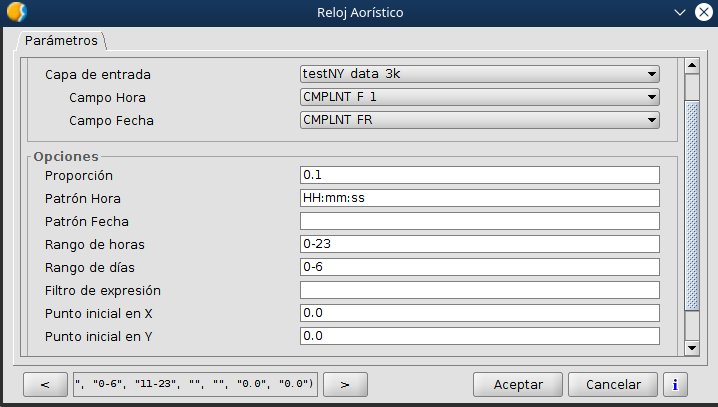 Reloj Aorístico
Parámetros
Capa de entrada testNY data 3k
Campo Hora CMPLNT F 1
Campo Fecha CMPLNT FR
Opciones
Proporción 0.1
Patrón Hora HH:mm:ss
Patrón Fecha
Rango de horas 0-23
Rango de días 0-6
Filtro de expresión
Punto inicial en X 0.0
Punto inicial en Y 0.0
< ", "0-6", "11-23", "", "", "0.0", "0.0") > Aceptar Cancelar i